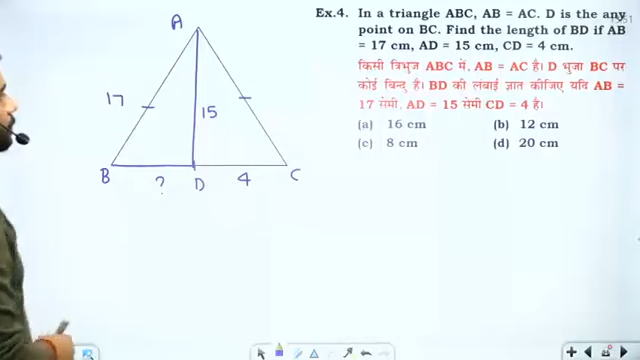 Ex.4. In a triangle ABC, AB = AC. D is the any
point on BC. Find the length of BD if AB
= 17 cm, AD = 15 cm, CD = 4 cm.
किसी त्रिभुज ABC में, AB = AC है। D भुजा BC पर
कोई बिन्दु है। BD की लंबाई ज्ञात कीजिए यदि AB =
17 सेमी, AD = 15 सेमी CD = 4 है।
(a) 16 cm (b) 12 cm
(c) 8 cm (d) 20 cm
A
17
15
B ? D 4 C